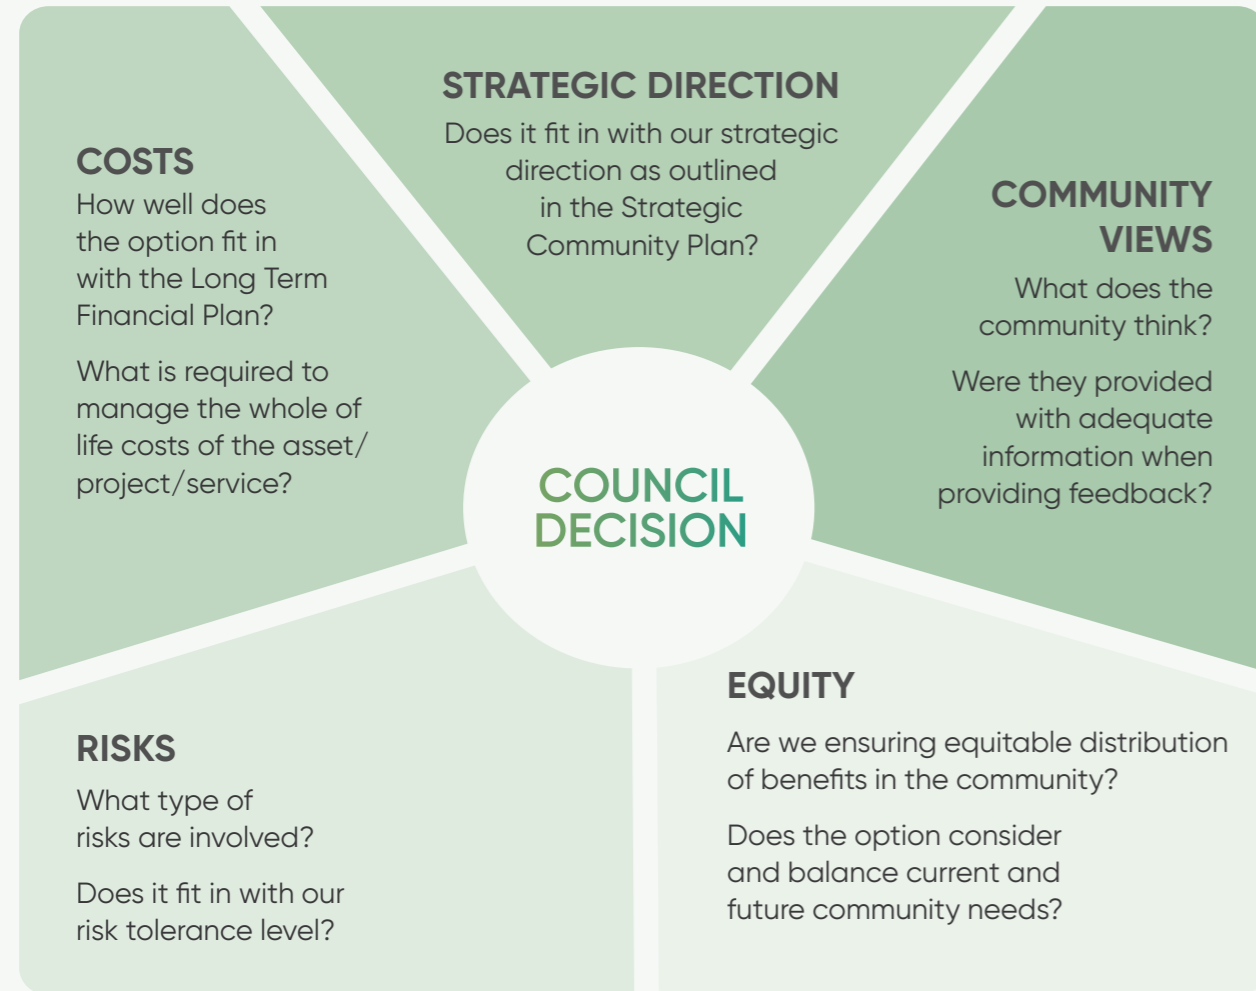 STRATEGIC DIRECTION
Does it fit in with our strategic
direction as outlined
in the Strategic
Community Plan?
COSTS
How well does
the option fit in
with the Long Term
Financial Plan?
What is required to
manage the whole of
life costs of the asset/
project/service?
COMMUNITY
VIEWS
What does the
community think?
Were they provided
with adequate
information when
providing feedback?
COUNCIL
DECISION
RISKS
What type of
risks are involved?
Does it fit in with our
risk tolerance level?
EQUITY
Are we ensuring equitable distribution
of benefits in the community?
Does the option consider
and balance current and
future community needs?